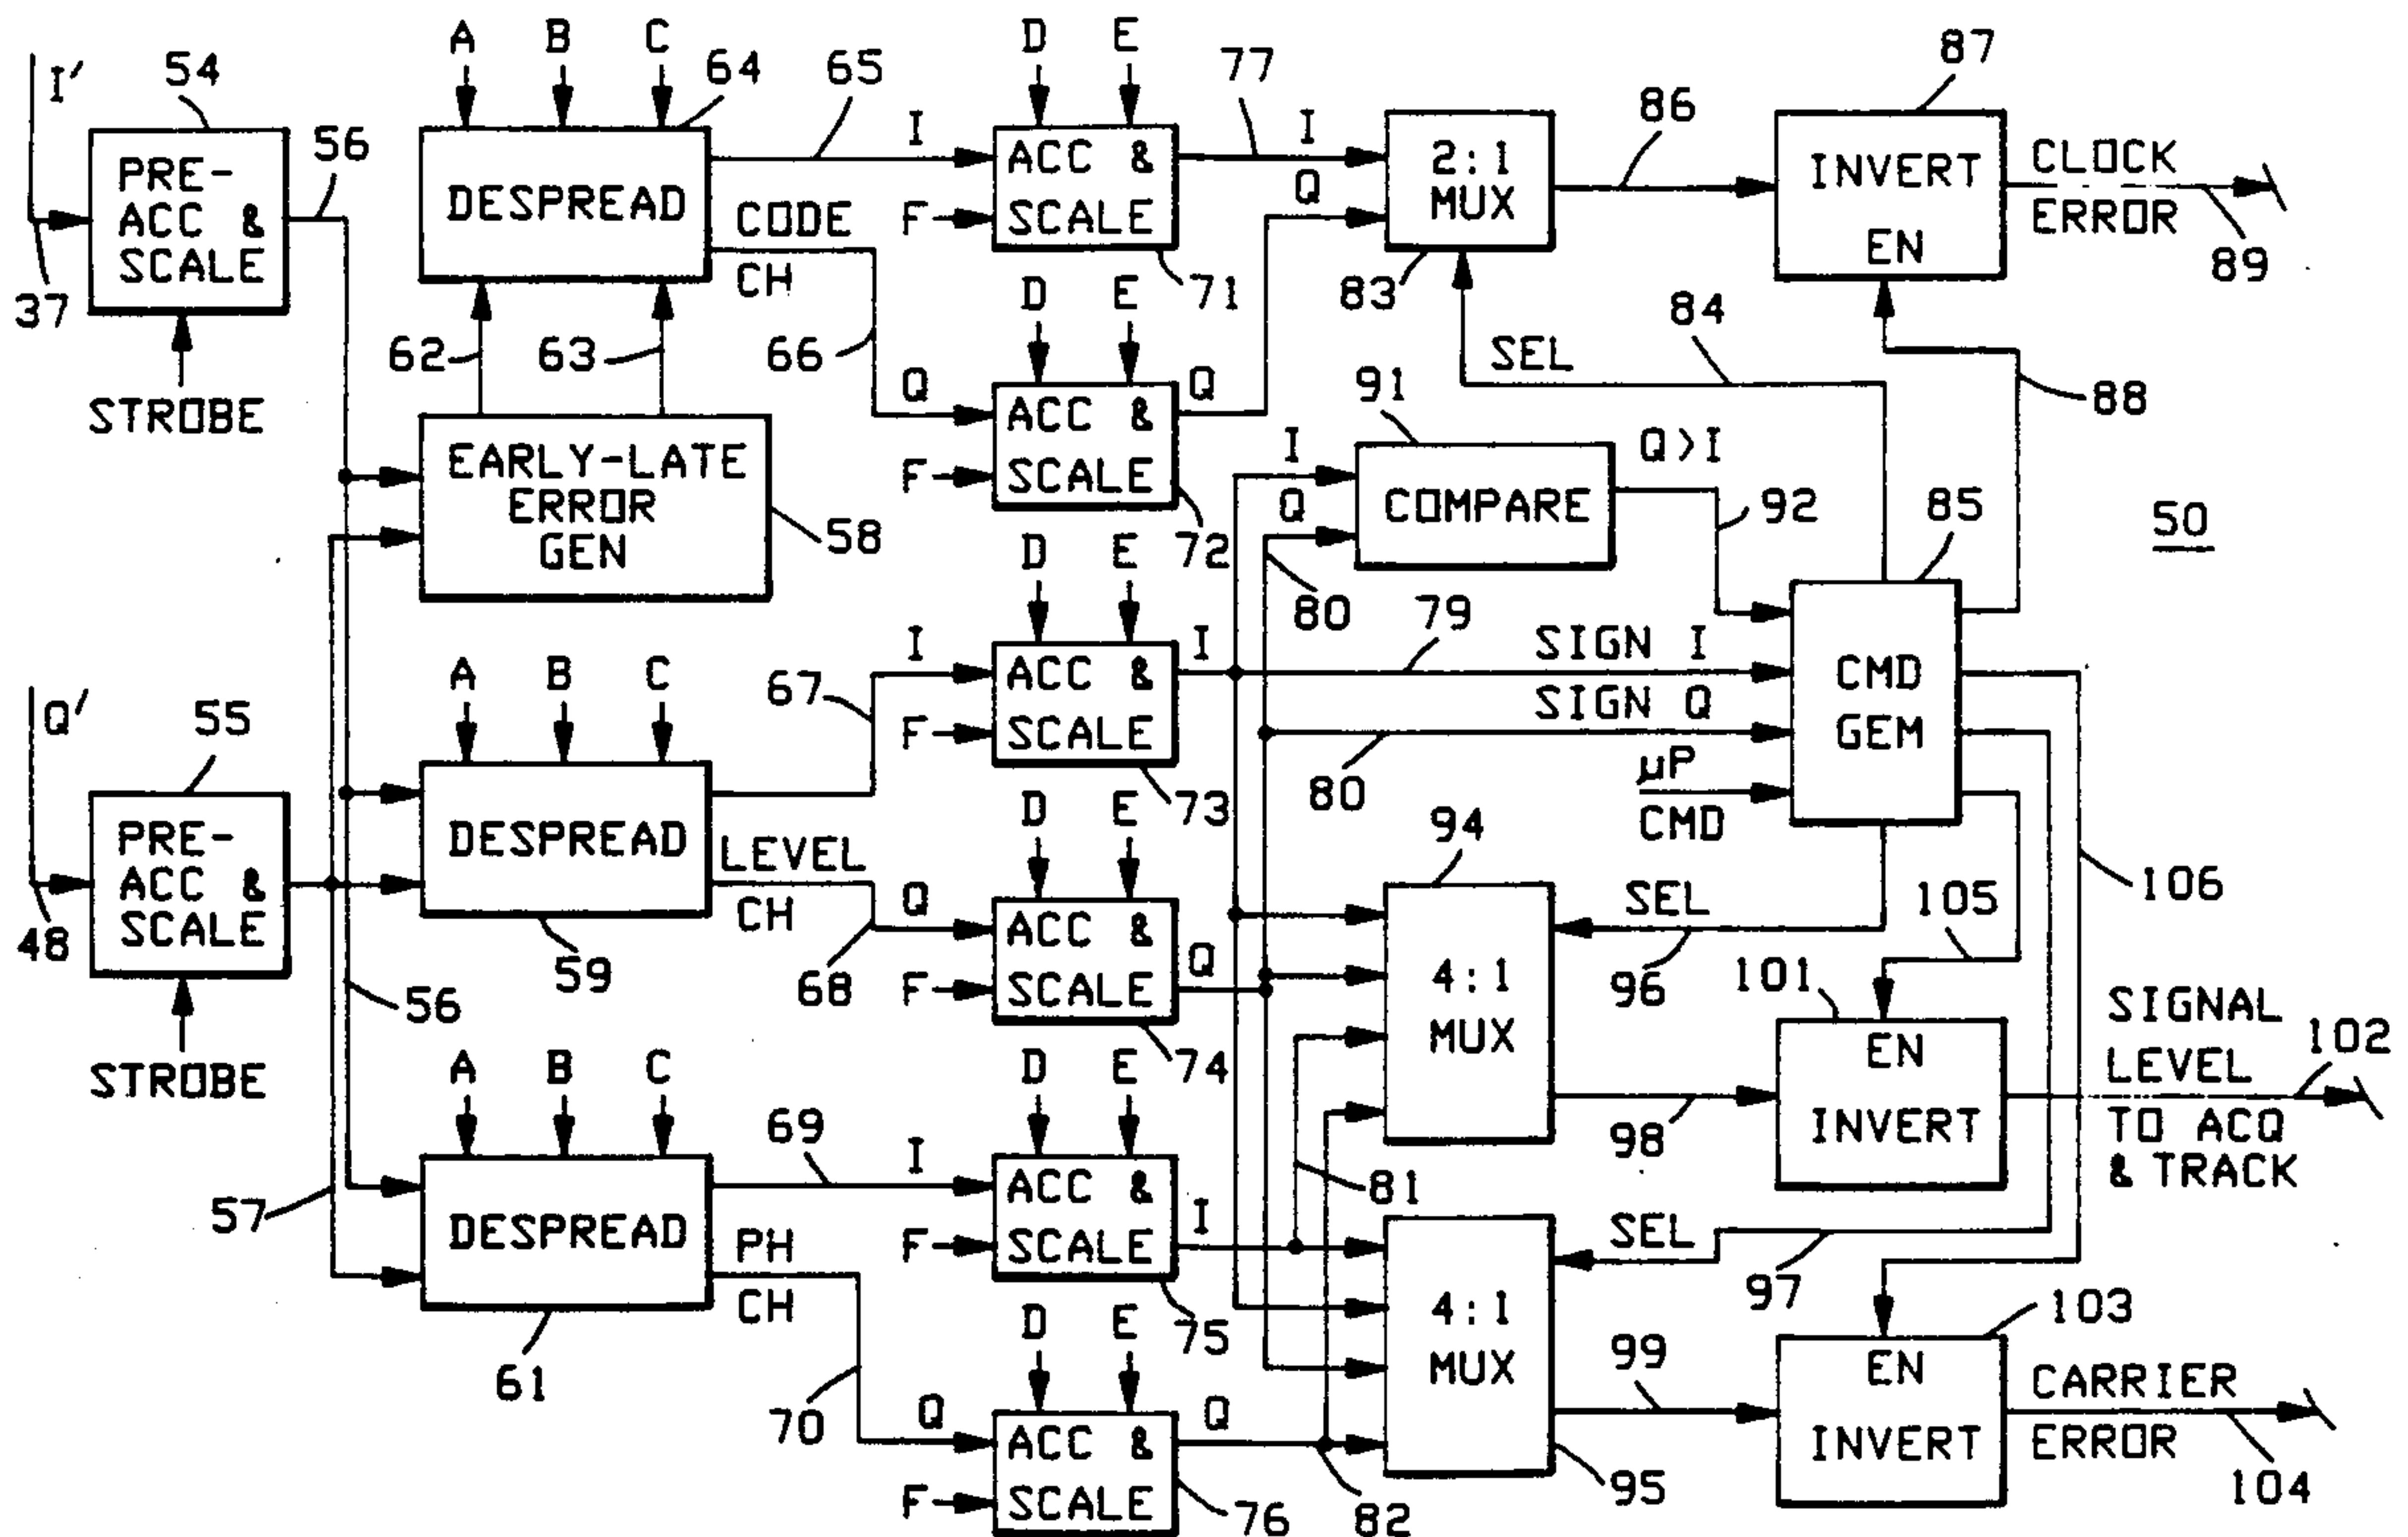 A B C
D E
I'
54
64
65
77
87
PRE-
ACC &
SCALE
56
DESPREAD
I
ACC &
SCALE
F
I
Q
2:1
MUX
86
INVERT
EN
CLOCK
ERROR
89
37
CODE
CH
71
83
84
STROBE
62
63
66
D E
SEL
88
EARLY-LATE
ERROR
GEN
58
Q
ACC &
SCALE
F
Q
72
91
I
Q
COMPARE
Q>I
92
85
50
80
D E
A B C
67
I
ACC &
SCALE
F
I
73
79
SIGN I
SIGN Q
80
µP
CMD
CMD
GEM
Q'
55
PRE-
ACC &
SCALE
48
STROBE
DESPREAD
59
LEVEL
CH
68
D E
Q
ACC &
SCALE
F
Q
74
94
4:1
MUX
SEL
96
105
106
101
EN
INVERT
98
SIGNAL
LEVEL
TO ACQ
& TRACK
102
56
57
A B C
DESPREAD
61
69
PH
CH
70
D E
I
ACC &
SCALE
F
I
75
81
4:1
MUX
95
SEL
97
99
103
EN
INVERT
CARRIER
ERROR
104
D E
Q
ACC &
SCALE
F
Q
76
82